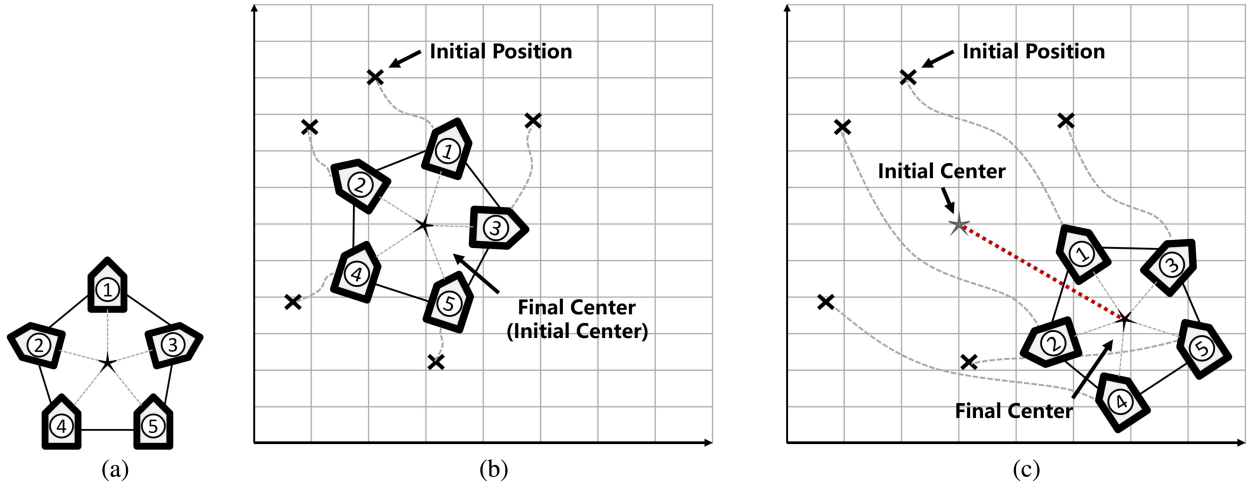 ①
②
③
④
⑤
(a)
Initial Position
①
②
③
④
⑤
Final Center
(Initial Center)
(b)
Initial Position
Initial Center
①
③
②
⑤
④
Final Center
(c)